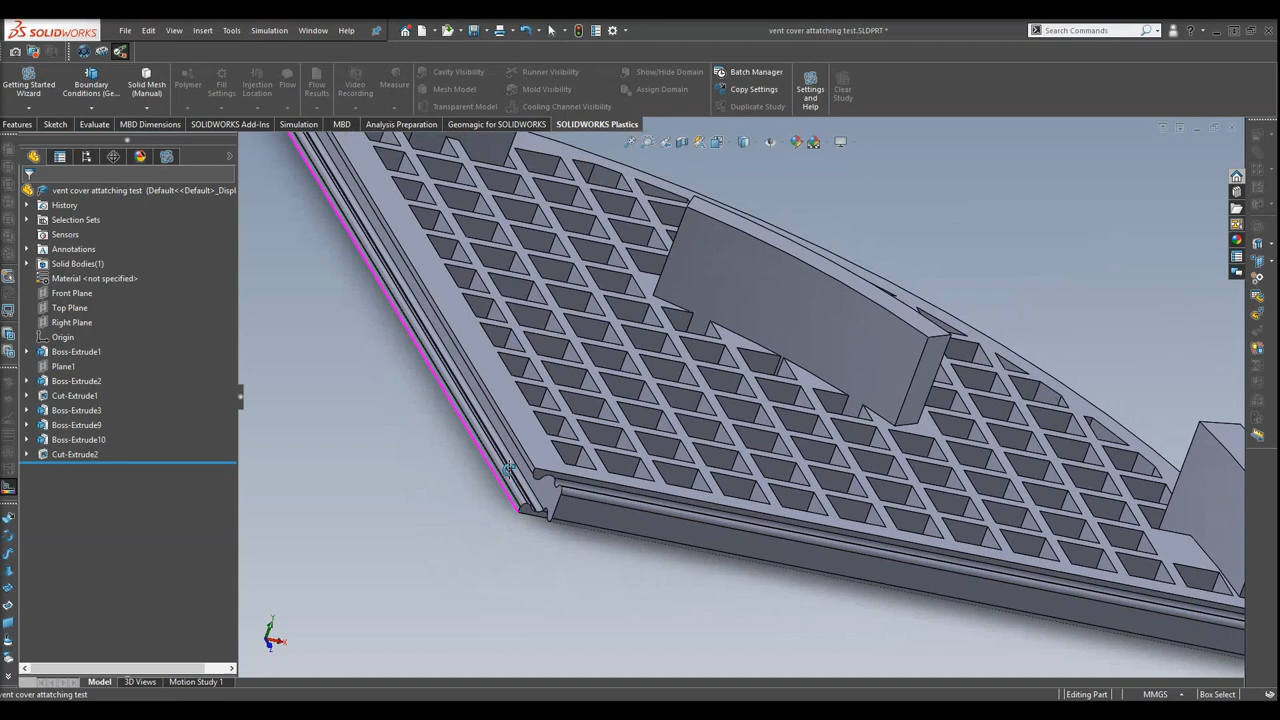 SOLIDWORKS File Edit View Insert Tools Simulation Window Help vent cover attatching test.SLDPRT * Search Commands
Cavity Visibility Runner Visibility Show/Hide Domain Batch Manager
Getting Started Wizard Boundary Conditions (Ge... Solid Mesh (Manual) Polymer Fill Settings Injection Location Flow Flow Results Video Recording Measure Mesh Model Mold Visibility Assign Domain Copy Settings Settings and Help Clear Study
Transparent Model Cooling Channel Visibility Duplicate Study
Features Sketch Evaluate MBD Dimensions SOLIDWORKS Add-Ins Simulation MBD Analysis Preparation Geomagic for SOLIDWORKS SOLIDWORKS Plastics
vent cover attatching test (Default<<Default>_Displ
History
Selection Sets
Sensors
Annotations
Solid Bodies(1)
Material <not specified>
Front Plane
Top Plane
Right Plane
Origin
Boss-Extrude1
Plane1
Boss-Extrude2
Cut-Extrude1
Boss-Extrude3
Boss-Extrude9
Boss-Extrude10
Cut-Extrude2
Y
X
Z
Model 3D Views Motion Study 1
vent cover attatching test Editing Part MMGS Box Select